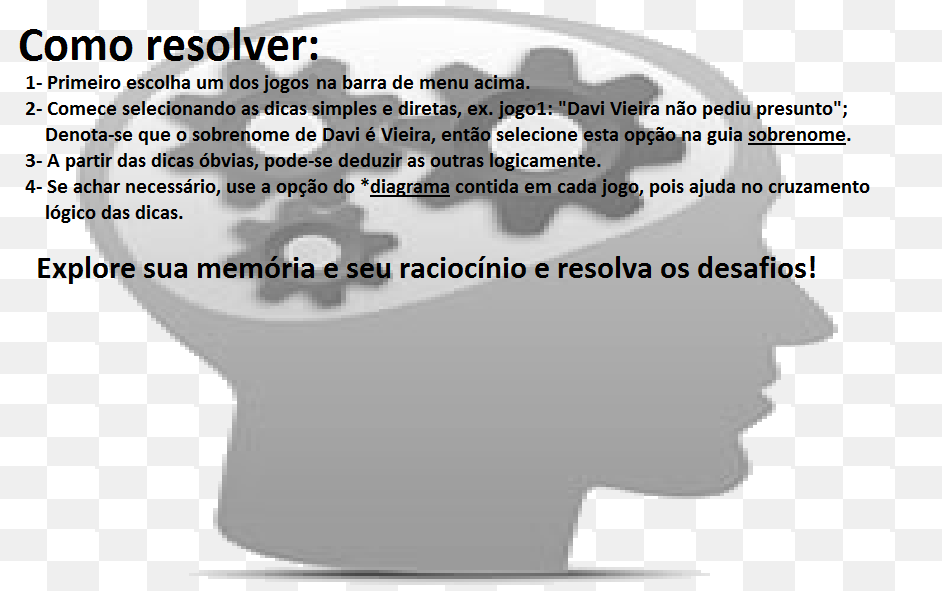 Como resolver:
1- Primeiro escolha um dos jogos na barra de menu acima.
2- Comece selecionando as dicas simples e diretas, ex. jogo1: "Davi Vieira não pediu presunto";
Denota-se que o sobrenome de Davi é Vieira, então selecione esta opção na guia sobrenome.
3- A partir das dicas óbvias, pode-se deduzir as outras logicamente.
4- Se achar necessário, use a opção do *diagrama contida em cada jogo, pois ajuda no cruzamento
lógico das dicas.
Explore sua memória e seu raciocínio e resolva os desafios!